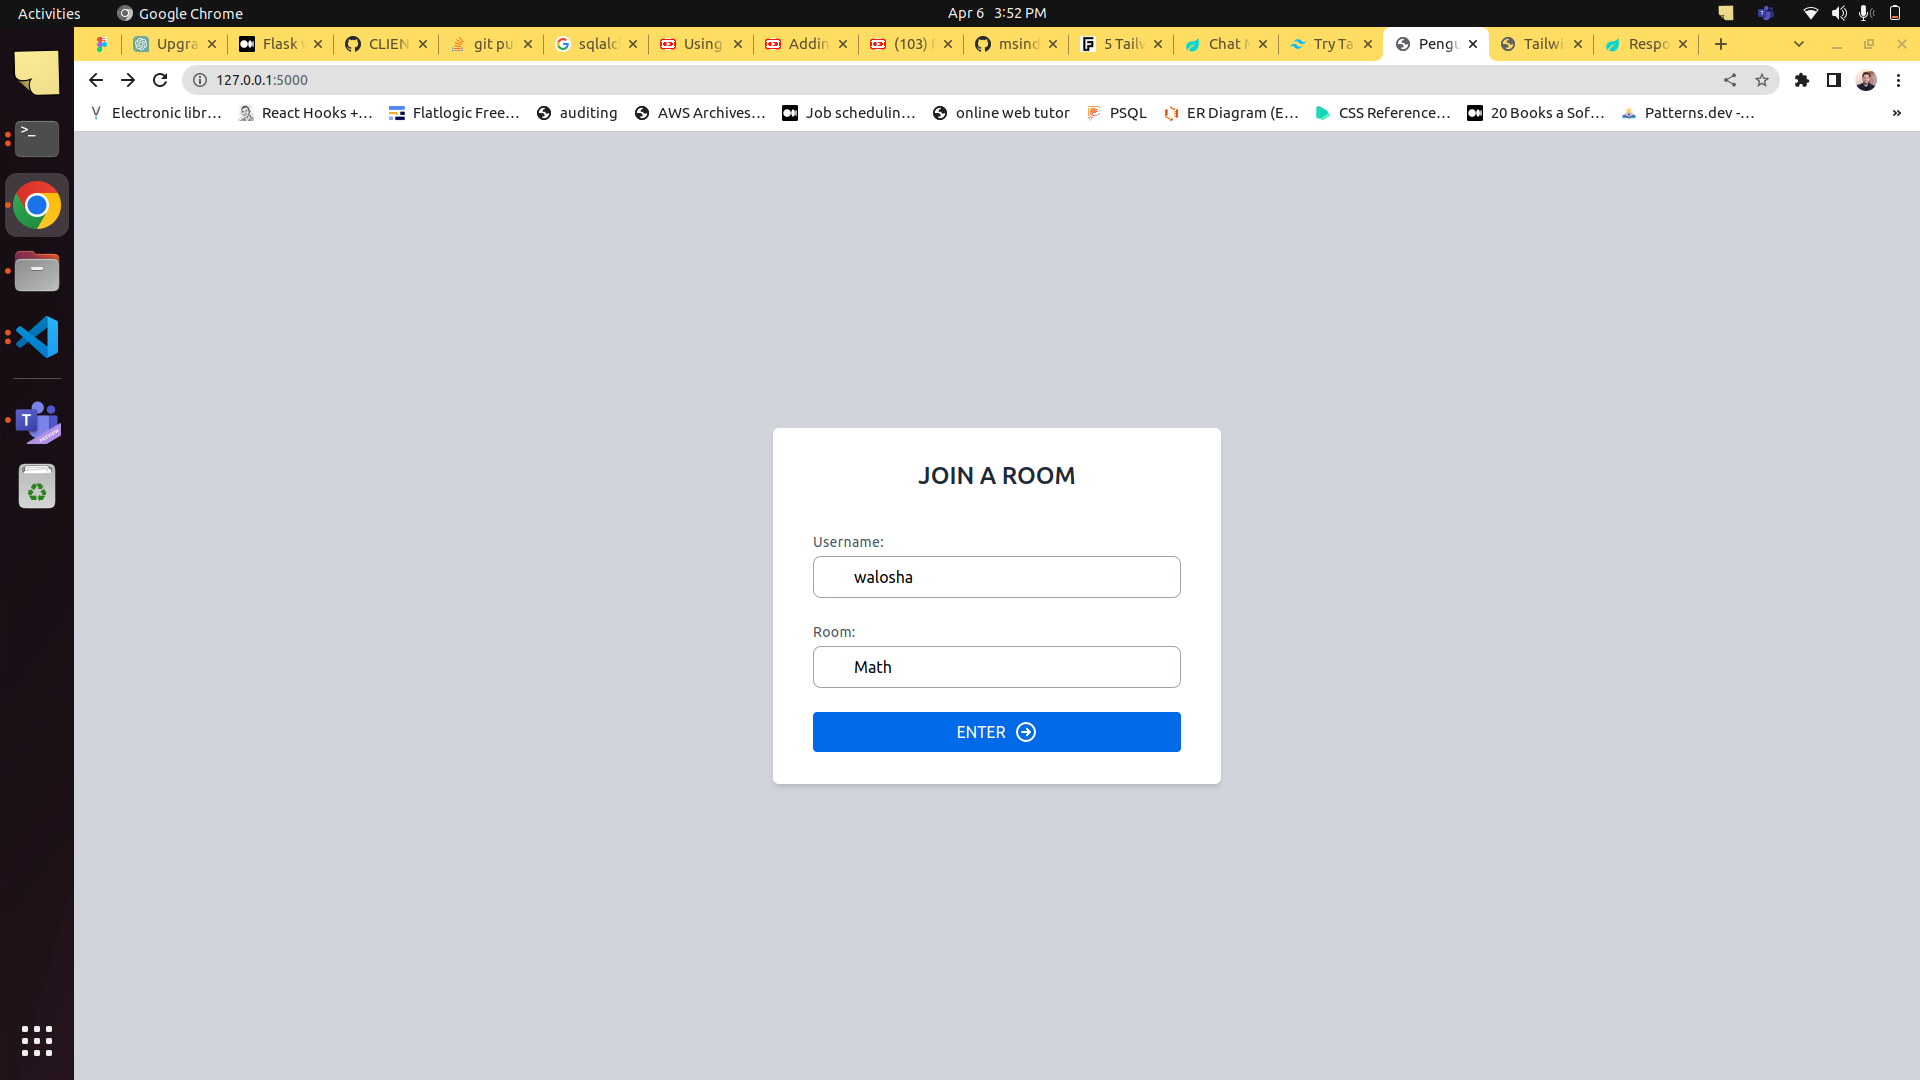 Activities Google Chrome Apr 6 3:52 PM
Upgra Flask CLIEN git pu sqlalc Using Addin (103) msind 5 Tailw Chat Try Ta Pengu Tailwi Respo
127.0.0.1:5000
Electronic libr... React Hooks +... Flatlogic Free... auditing AWS Archives... Job schedulin... online web tutor PSQL ER Diagram (E... CSS Reference... 20 Books a Sof... Patterns.dev -... »
JOIN A ROOM
Username:
walosha
Room:
Math
ENTER